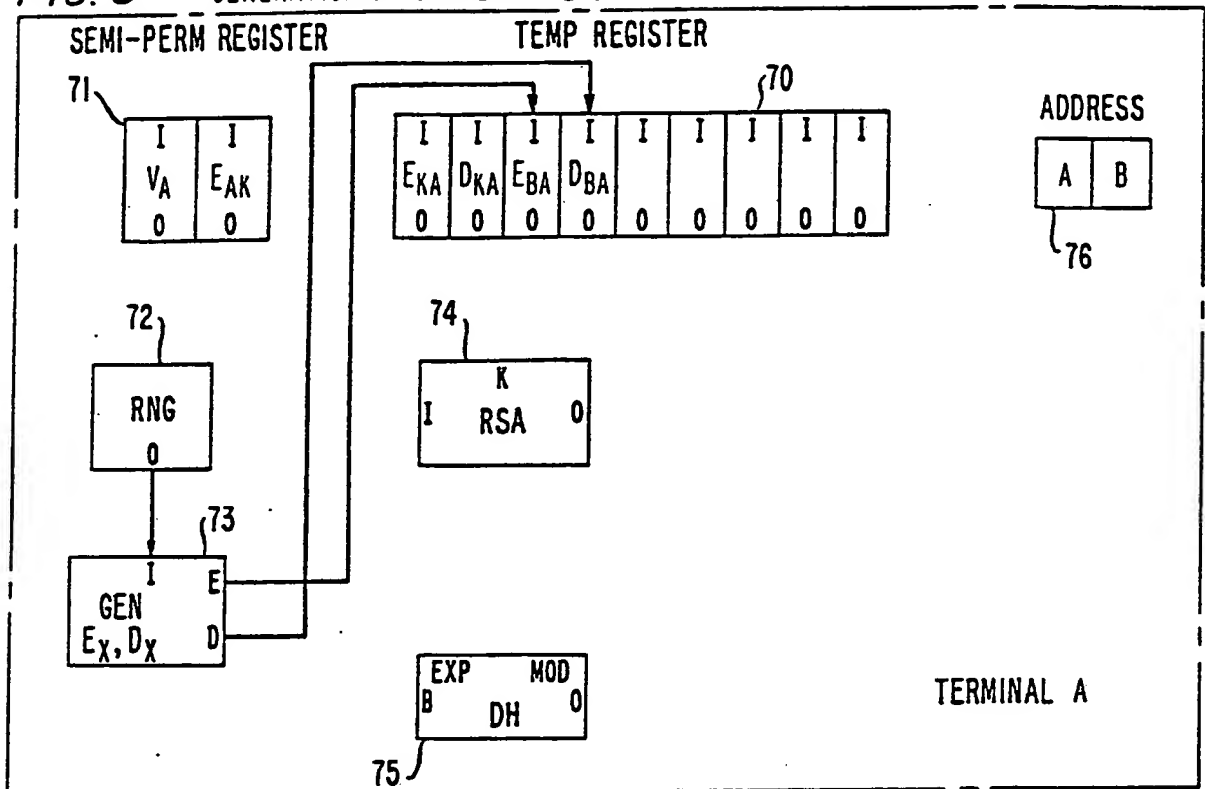 SEMI-PERM REGISTER
TEMP REGISTER
71
70
ADDRESS
I I
V_A E_AK
0 0
I I I I I I I I I
E_KA D_KA E_BA D_BA
0 0 0 0 0 0 0 0 0
A B
76
72
RNG
0
74
K
I RSA 0
73
I E
GEN
E_X, D_X D
EXP MOD
B DH 0
75
TERMINAL A